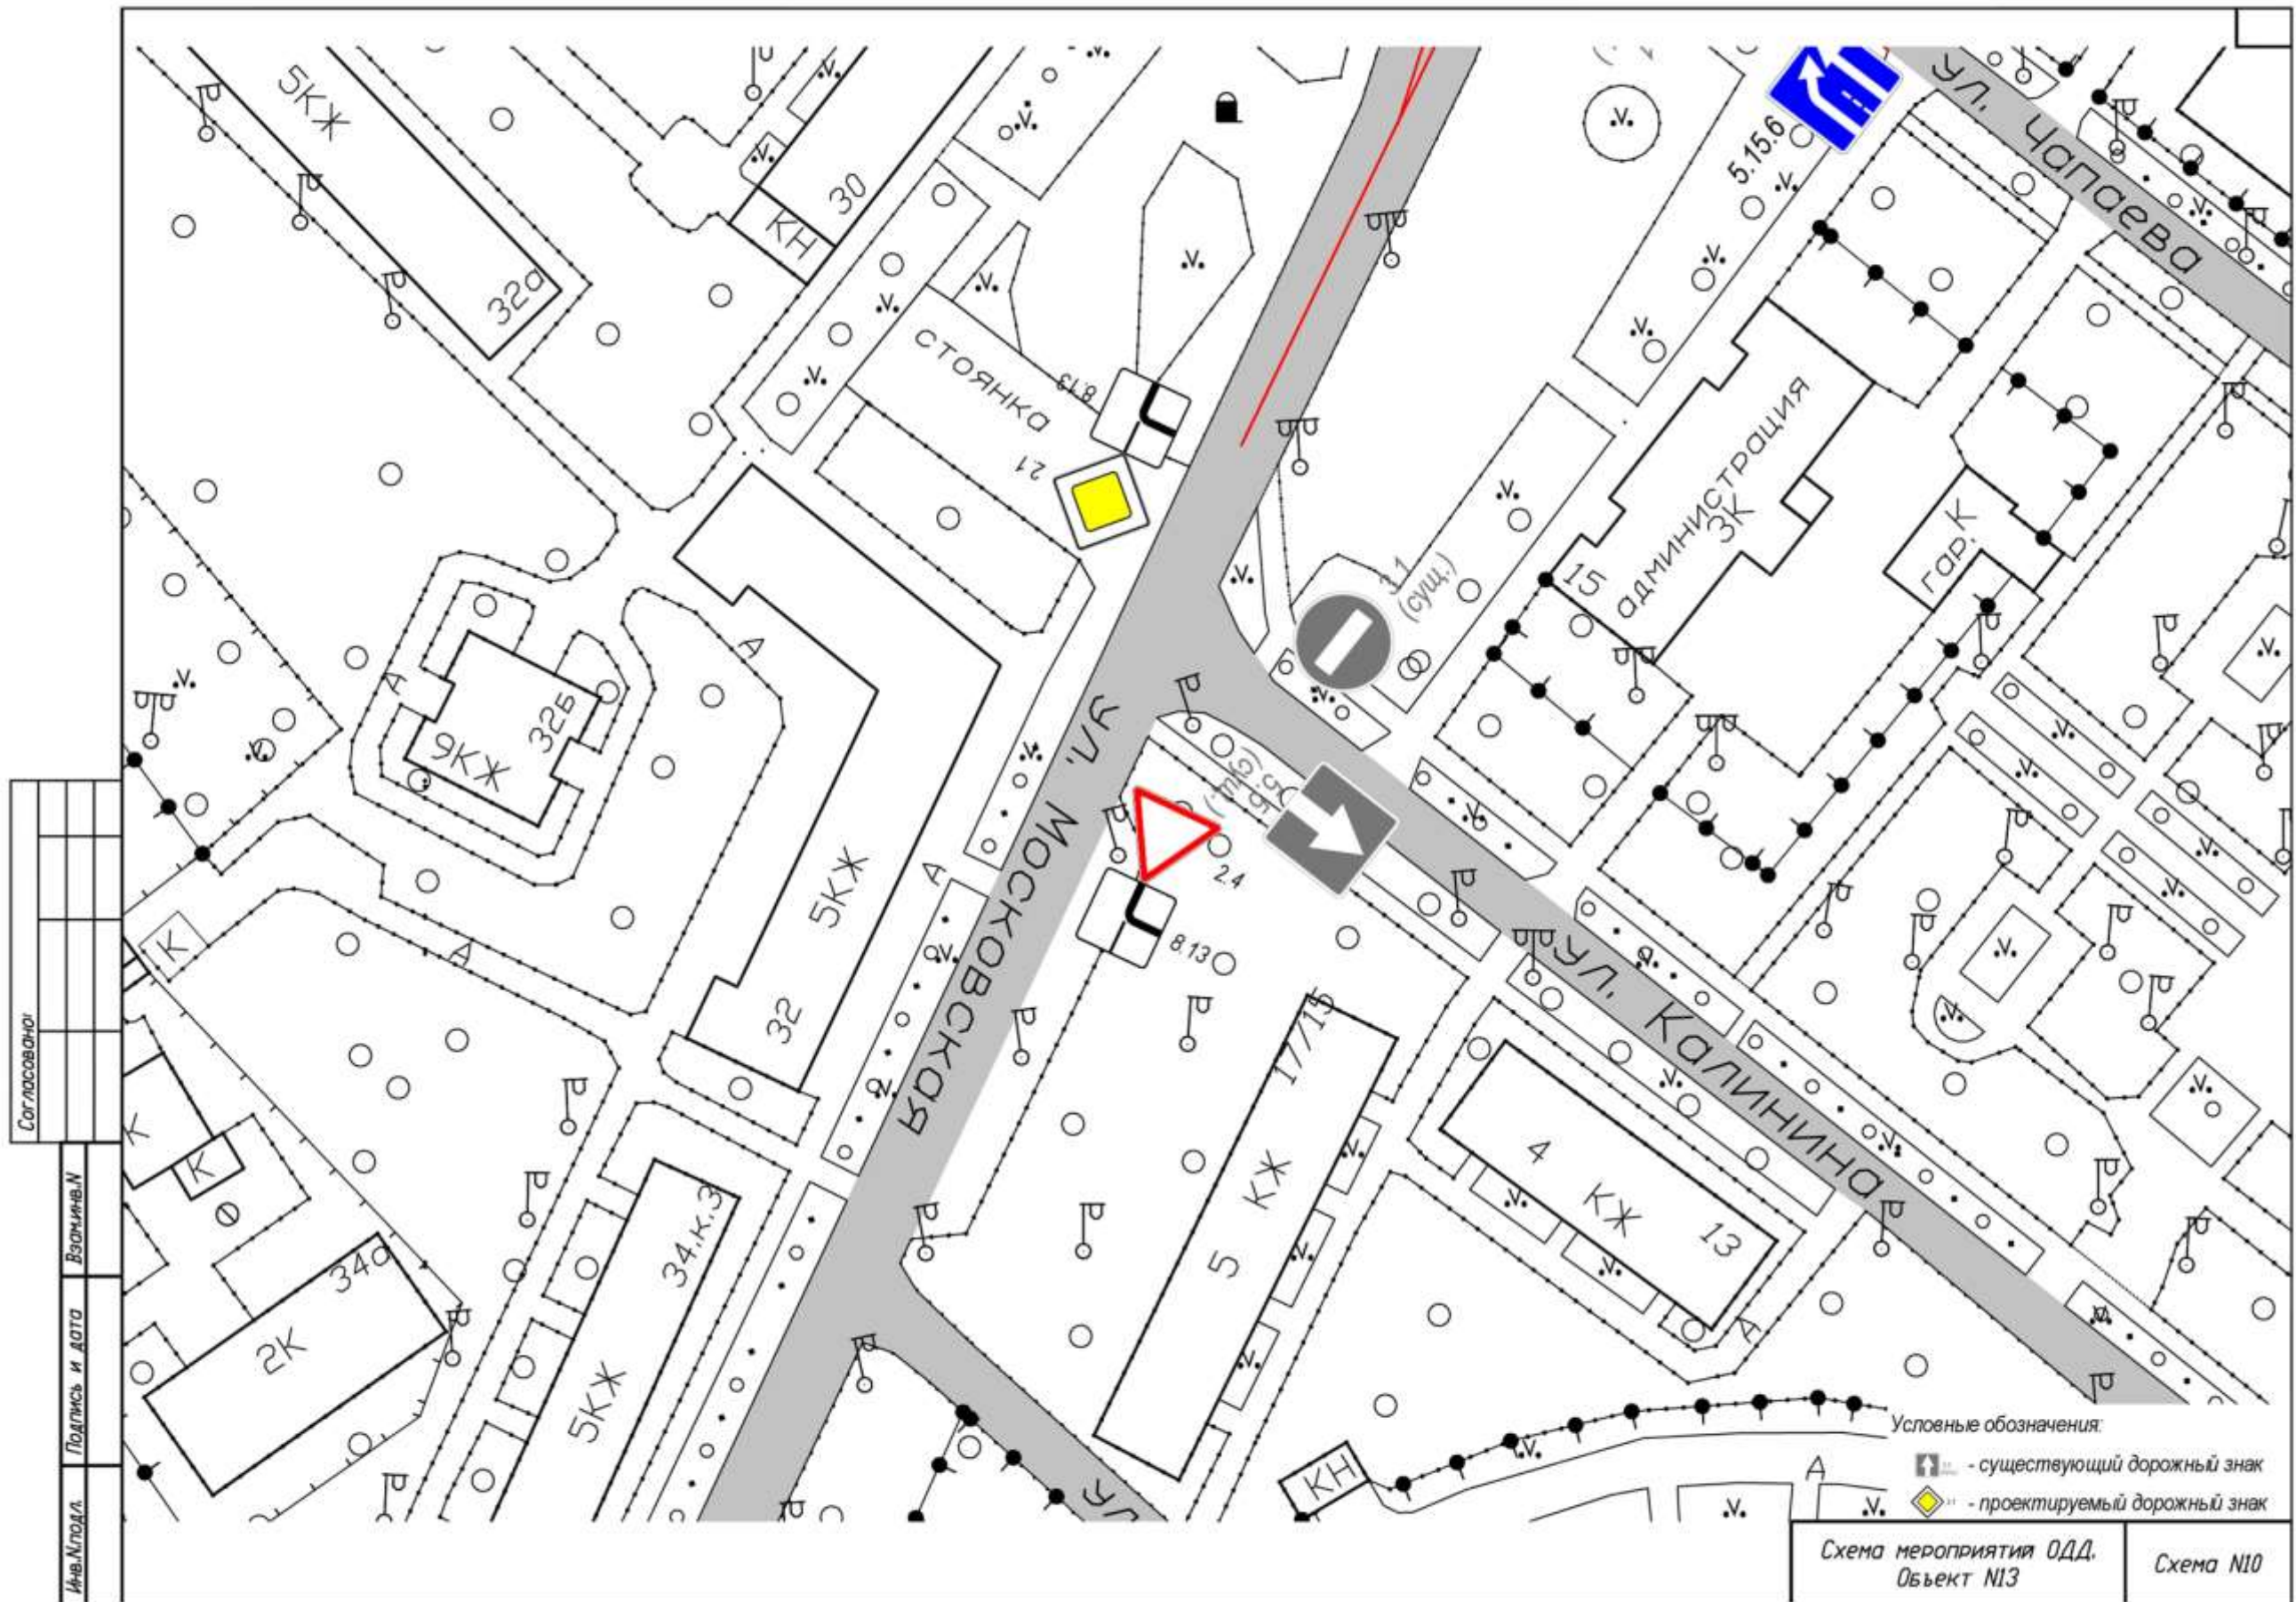 5КЖ
32а
30
КН
стоянка
8.13
2.1
5.15.6
ул. Чапаева
3.1
(сущ.)
15
администрация
3К
гар.К
А
А
9КЖ
32Б
ул. Московская
5.5
(сущ.)
2.4
8.13
А
5КЖ
32
К
А
17/15
ул. Калинина
К
К
34а
2К
34.к.3
5КЖ
5
КЖ
4
КЖ
13
А
КН
А
ул
Условные обозначения:
- существующий дорожный знак
- проектируемый дорожный знак
Схема мероприятий ОДД.
Объект N13
Схема N10
Согласовано:
Взам.инв.N
Подпись и дата
Инв.N подл.